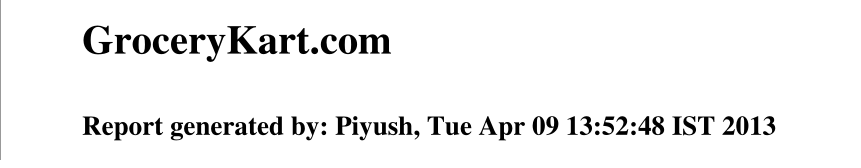 GroceryKart.com
Report generated by: Piyush, Tue Apr 09 13:52:48 IST 2013